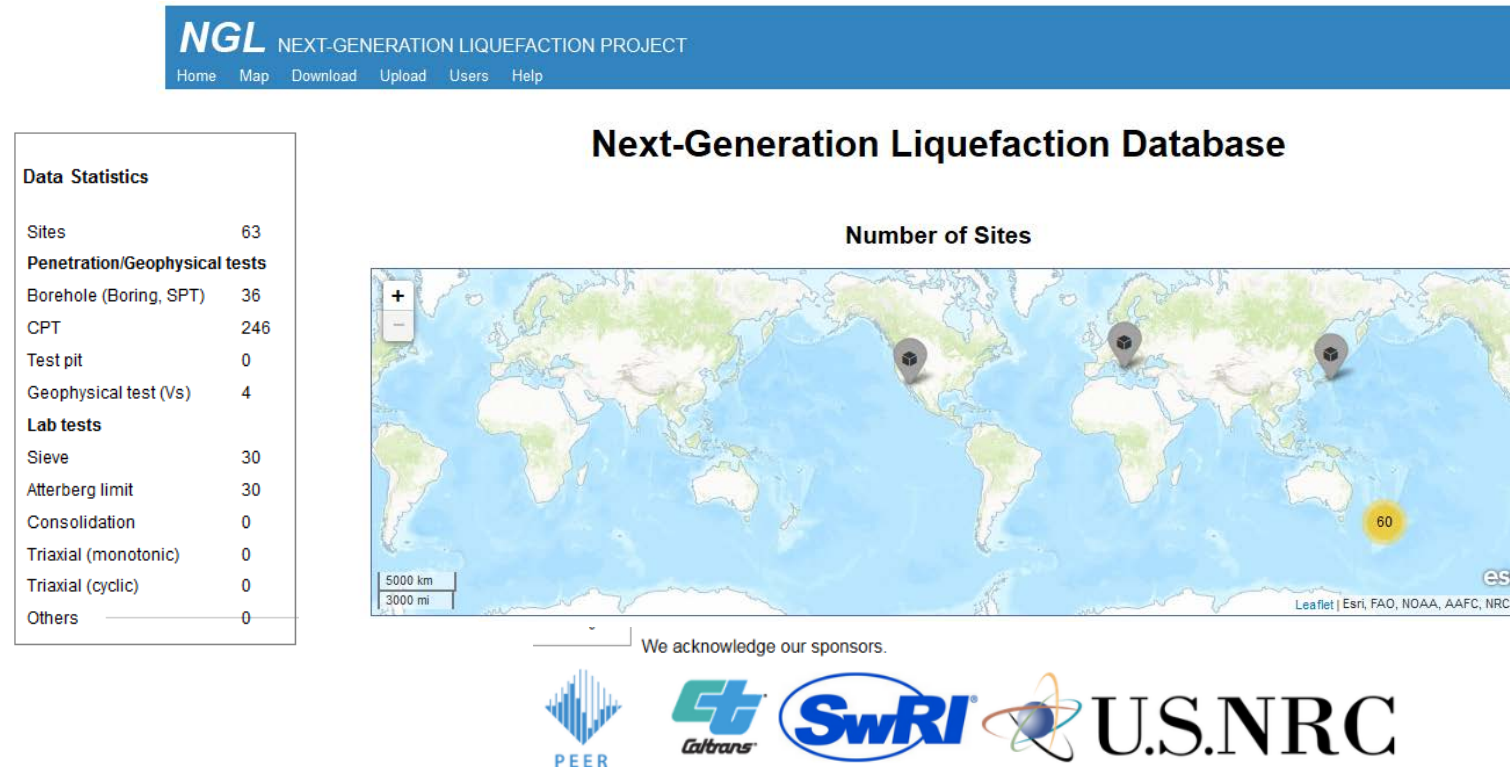 NGL NEXT-GENERATION LIQUEFACTION PROJECT
Home Map Download Upload Users Help
Next-Generation Liquefaction Database
Data Statistics
Sites 63
Penetration/Geophysical tests
Borehole (Boring, SPT) 36
CPT 246
Test pit 0
Geophysical test (Vs) 4
Lab tests
Sieve 30
Atterberg limit 30
Consolidation 0
Triaxial (monotonic) 0
Triaxial (cyclic) 0
Others 0
Number of Sites
+
−
60
5000 km
3000 mi
es
Leaflet | Esri, FAO, NOAA, AAFC, NRC
We acknowledge our sponsors.
PEER
Ct
Caltrans
SwRI®
U.S.NRC